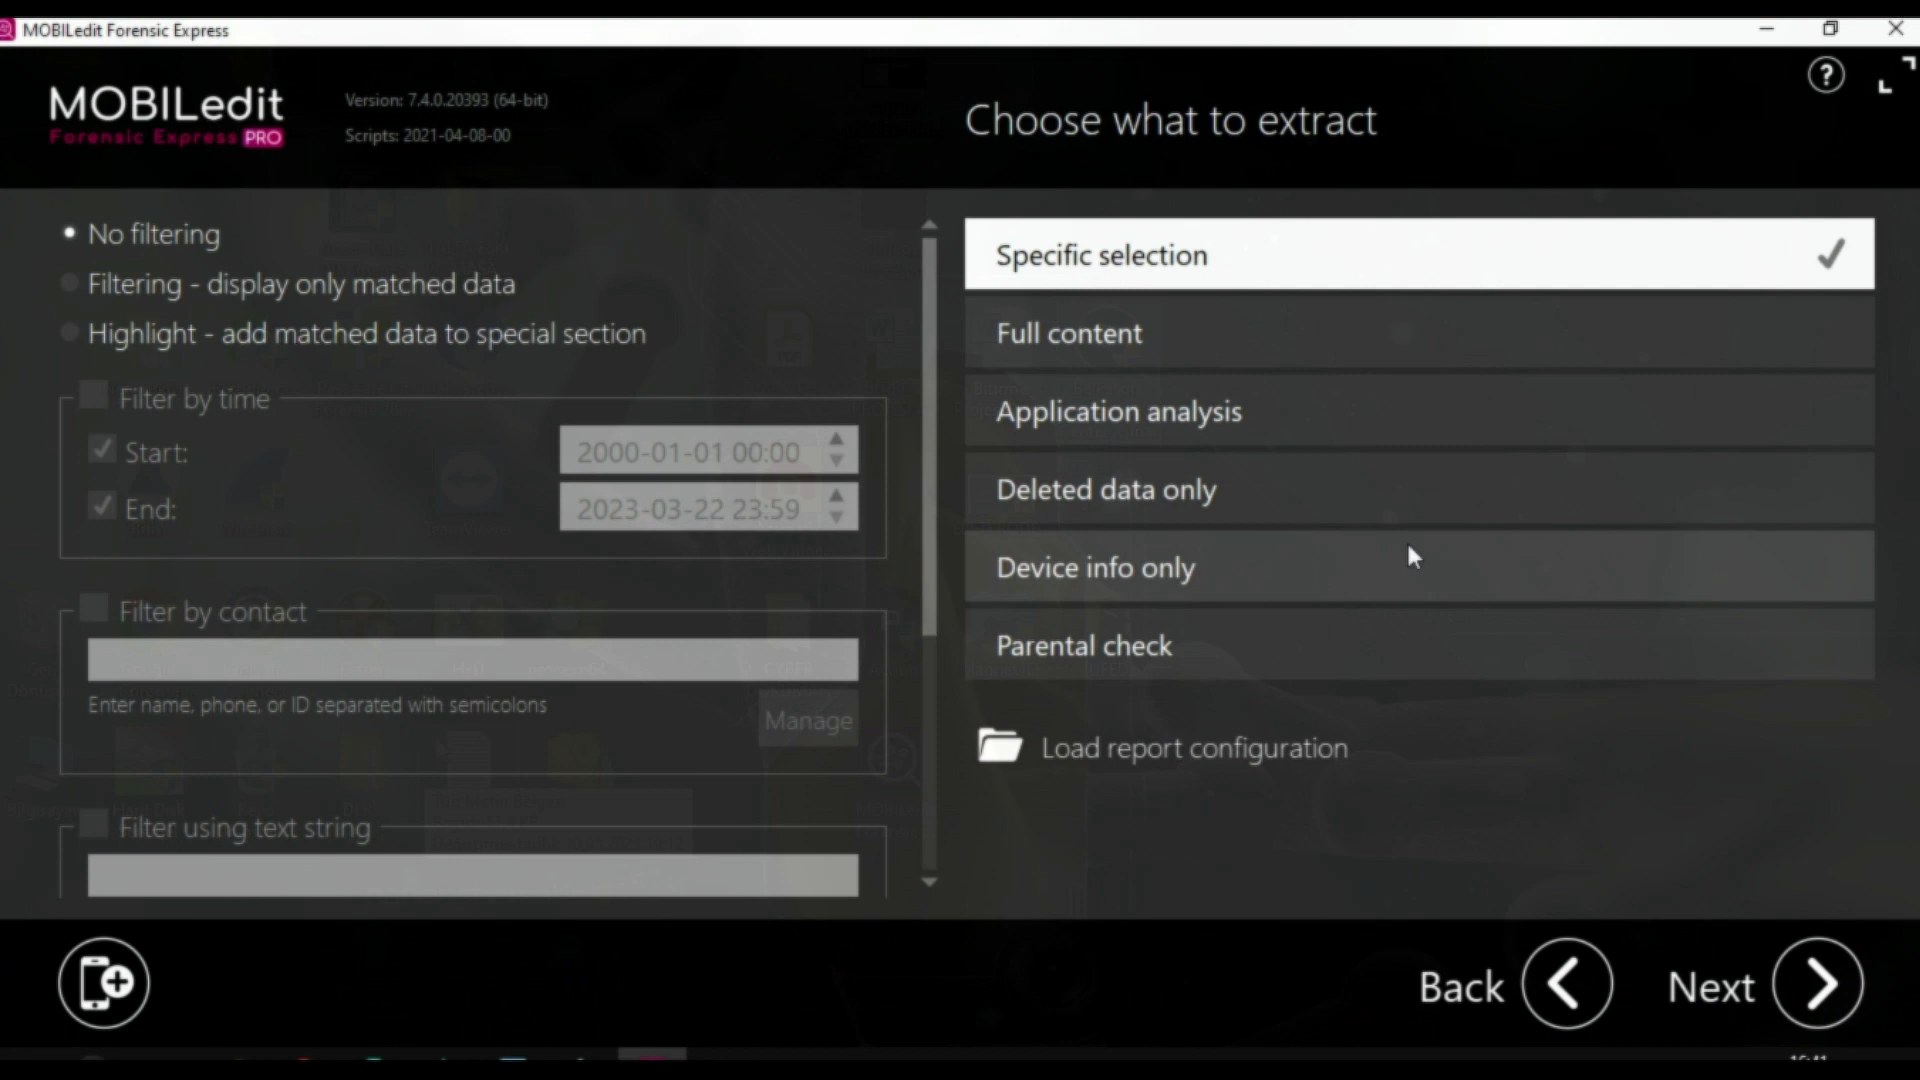 MOBILedit Forensic Express
MOBILedit
Forensic Express PRO
Version: 7.4.0.20393 (64-bit)
Scripts: 2021-04-08-00
Choose what to extract
?
No filtering
Filtering - display only matched data
Highlight - add matched data to special section
Filter by time
Start:
2000-01-01 00:00
End:
2023-03-22 23:59
Filter by contact
Enter name, phone, or ID separated with semicolons
Manage
Filter using text string
Specific selection
Full content
Application analysis
Deleted data only
Device info only
Parental check
Load report configuration
Back
Next